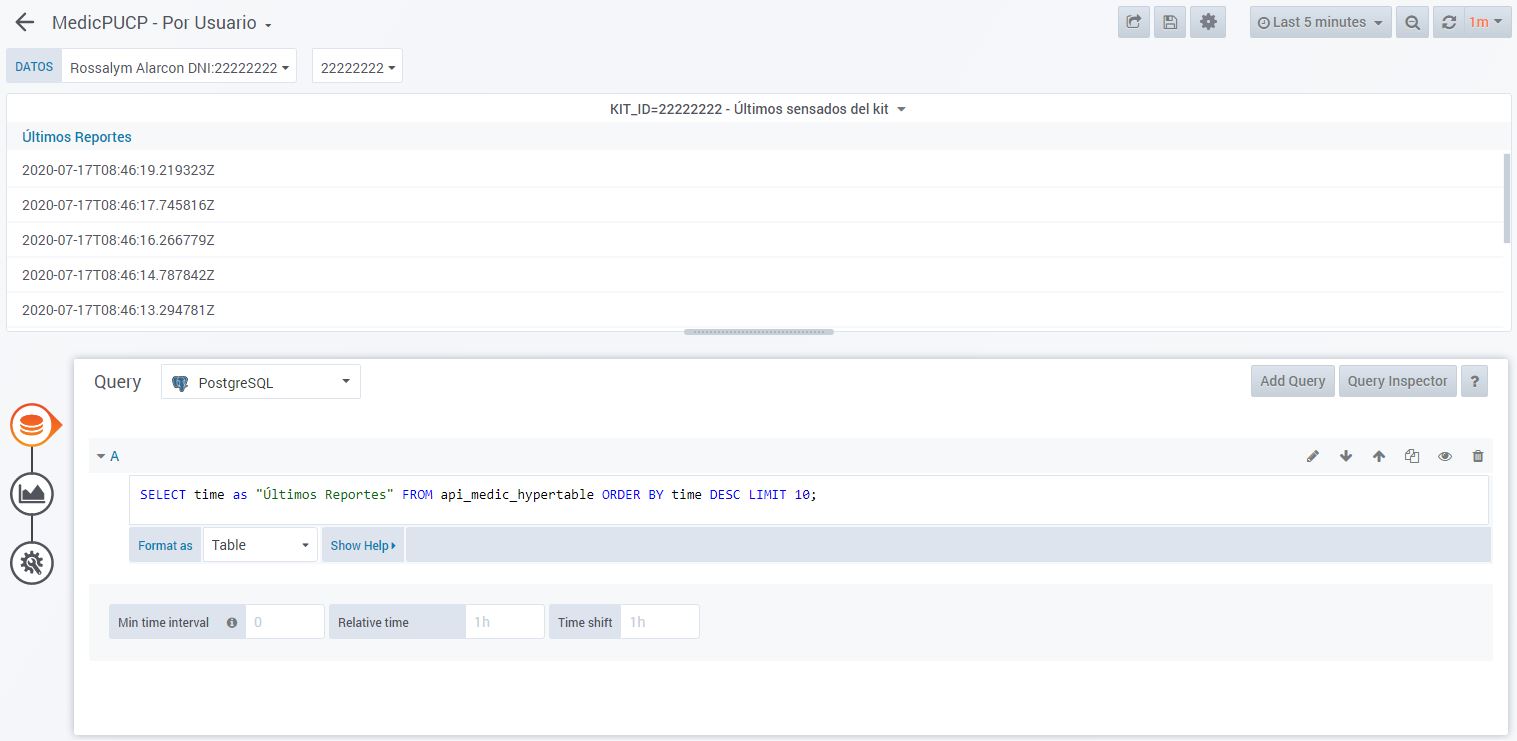 MedicPUCP - Por Usuario
Last 5 minutes
1m
DATOS
Rossalym Alarcon DNI:22222222
22222222
KIT_ID=22222222 - Últimos sensados del kit
Últimos Reportes
2020-07-17T08:46:19.219323Z
2020-07-17T08:46:17.745816Z
2020-07-17T08:46:16.266779Z
2020-07-17T08:46:14.787842Z
2020-07-17T08:46:13.294781Z
Query
PostgreSQL
Add Query
Query Inspector
?
A
SELECT time as "Últimos Reportes" FROM api_medic_hypertable ORDER BY time DESC LIMIT 10;
Format as
Table
Show Help
Min time interval
0
Relative time
1h
Time shift
1h